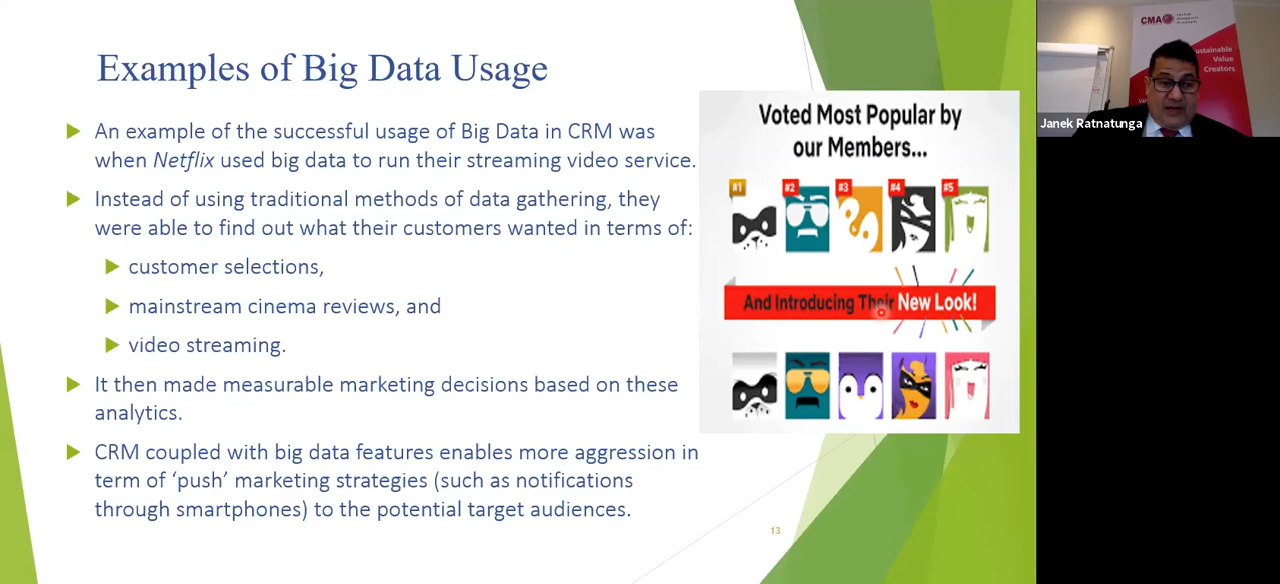 Examples of Big Data Usage
An example of the successful usage of Big Data in CRM was
when Netflix used big data to run their streaming video service.
Instead of using traditional methods of data gathering, they
were able to find out what their customers wanted in terms of:
customer selections,
mainstream cinema reviews, and
video streaming.
It then made measurable marketing decisions based on these
analytics.
CRM coupled with big data features enables more aggression in
term of ‘push’ marketing strategies (such as notifications
through smartphones) to the potential target audiences.
Voted Most Popular by
our Members...
#1 #2 #3 #4 #5
And Introducing Their New Look!
13
CMA
Sustainable
Value
Creators
Janek Ratnatunga